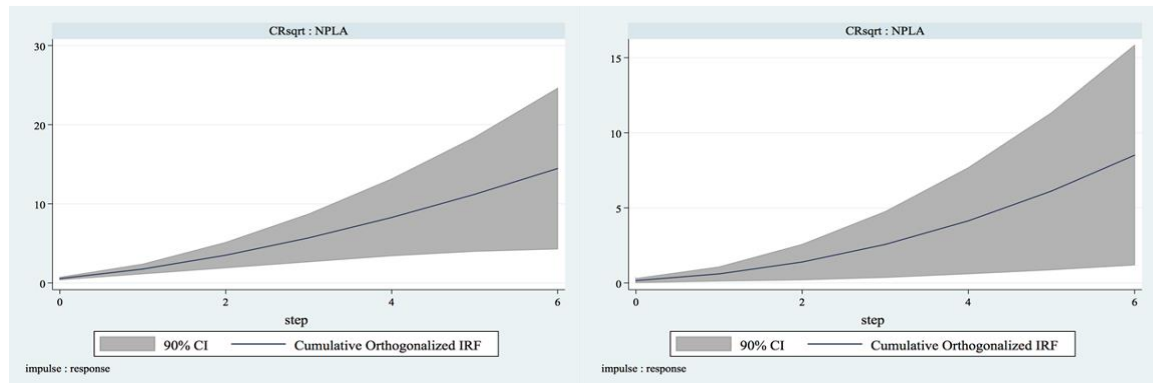 CRsqrt : NPLA
30
20
10
0
0 2 4 6
step
90% CI Cumulative Orthogonalized IRF
impulse : response
CRsqrt : NPLA
15
10
5
0
0 2 4 6
step
90% CI Cumulative Orthogonalized IRF
impulse : response